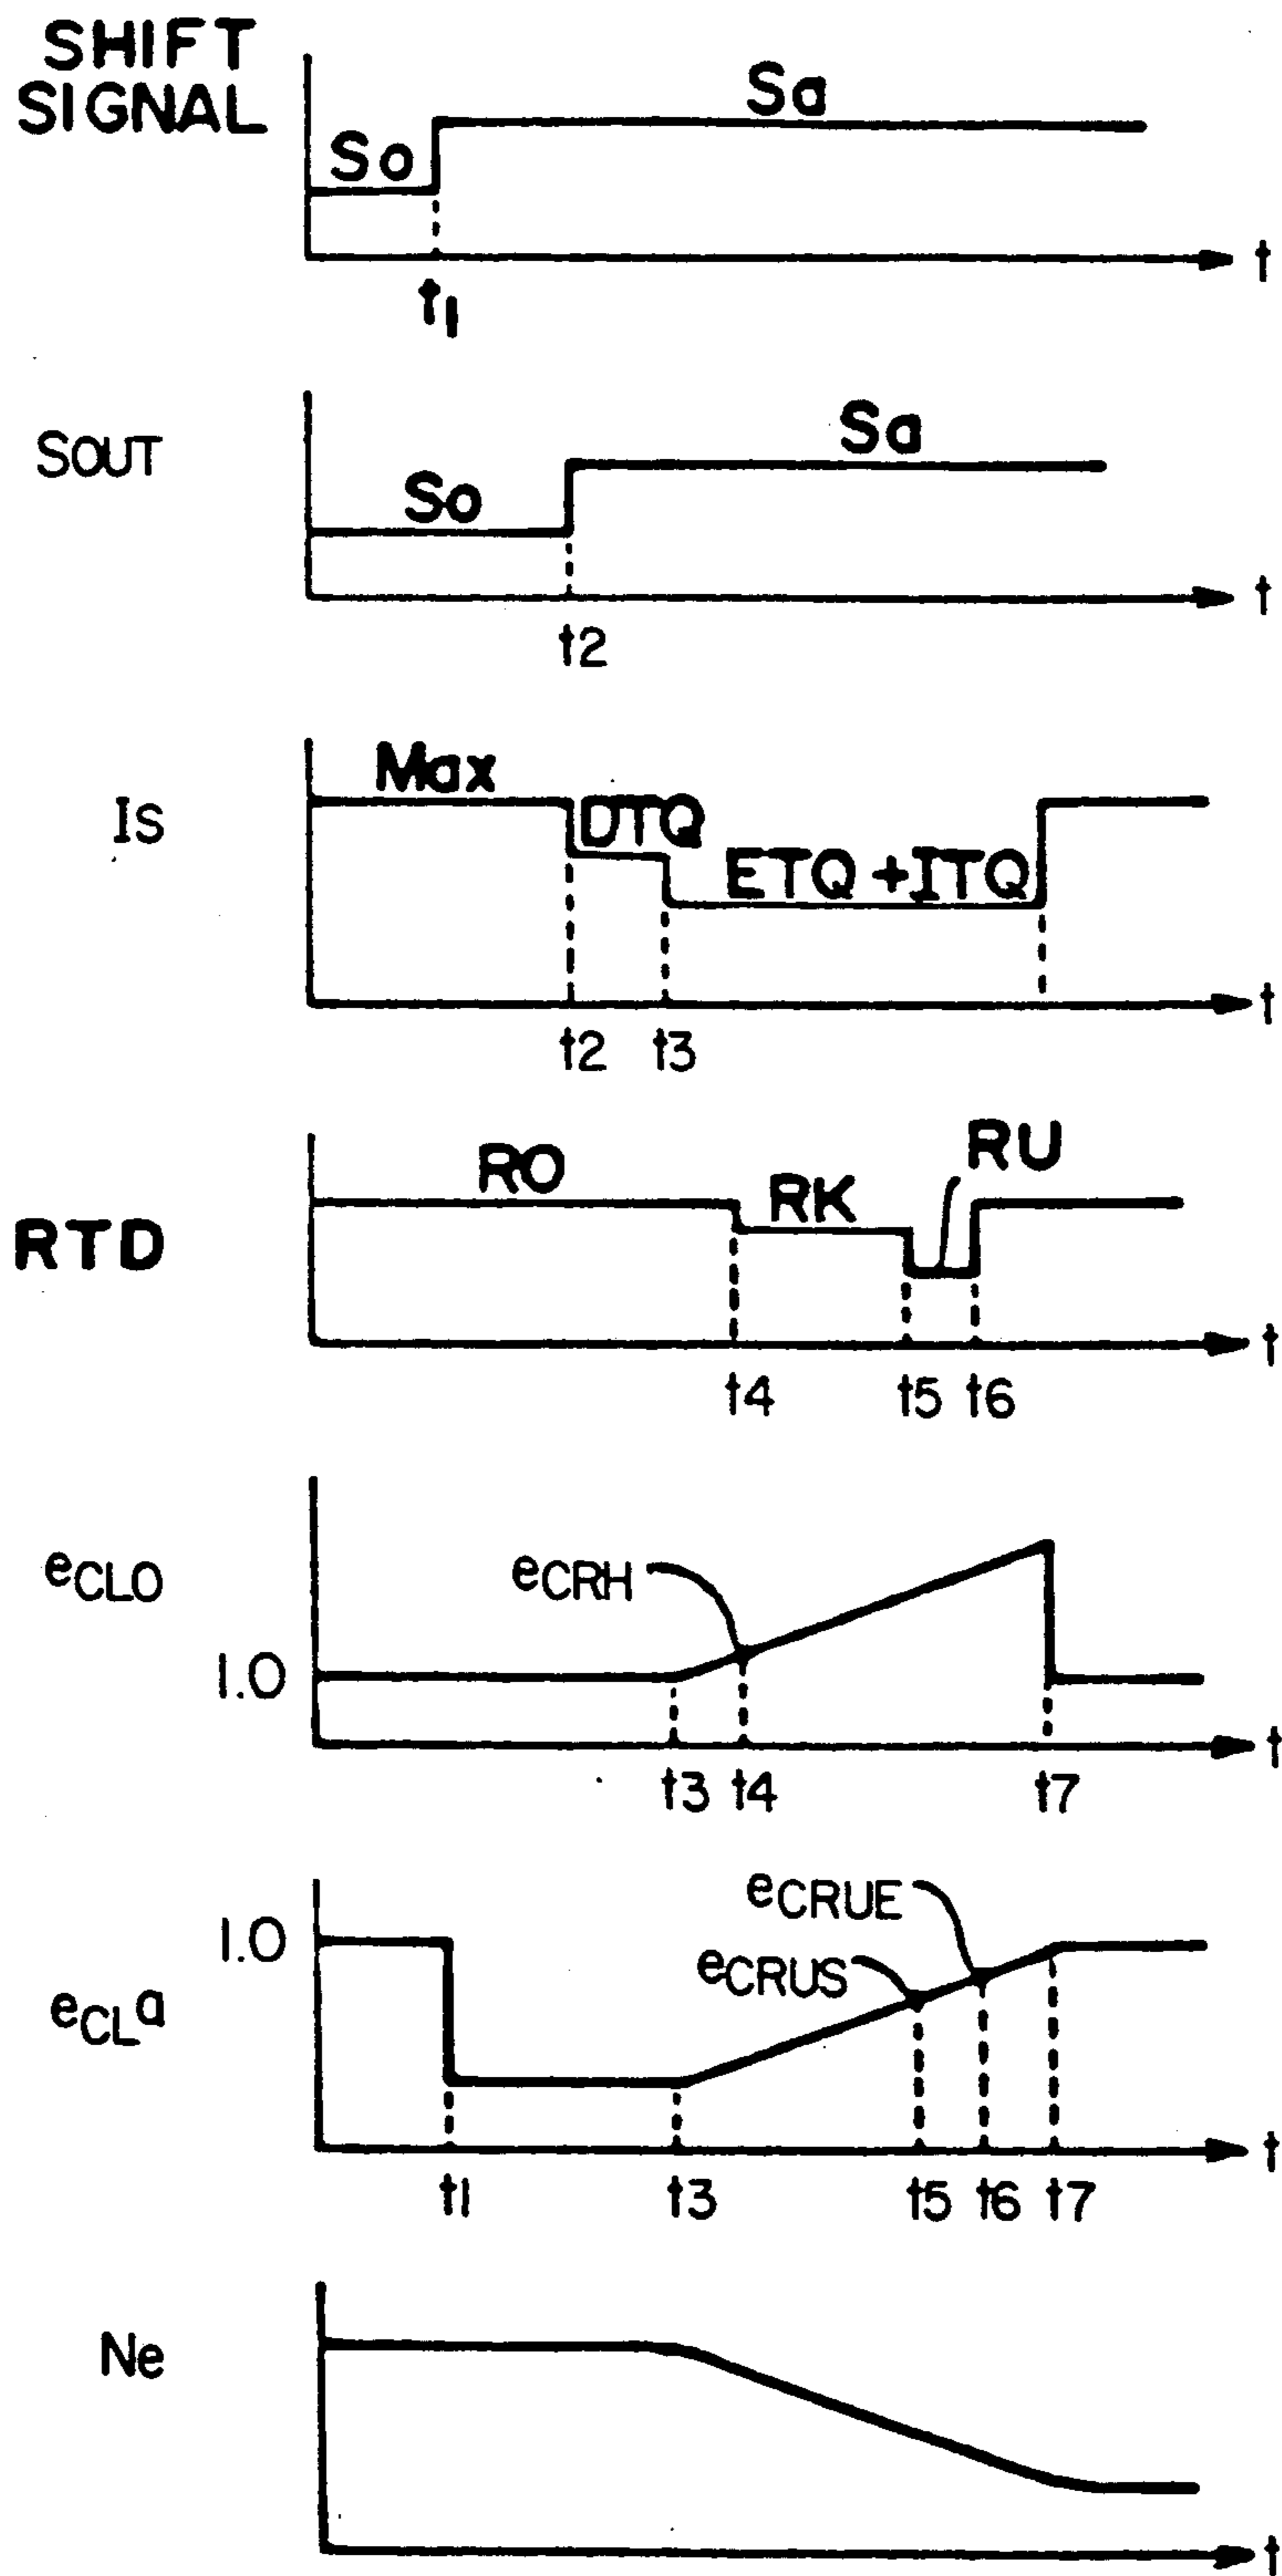 SHIFT
SIGNAL
So
Sa
t
t1
SOUT
So
Sa
t
t2
IS
Max
DTQ
ETQ + ITQ
t
t2 t3
RTD
RO
RK
RU
t
t4 t5 t6
eCLO
1.0
eCRH
t
t3 t4 t7
eCLa
1.0
eCRUE
eCRUS
t
t1 t3 t5 t6 t7
Ne
t